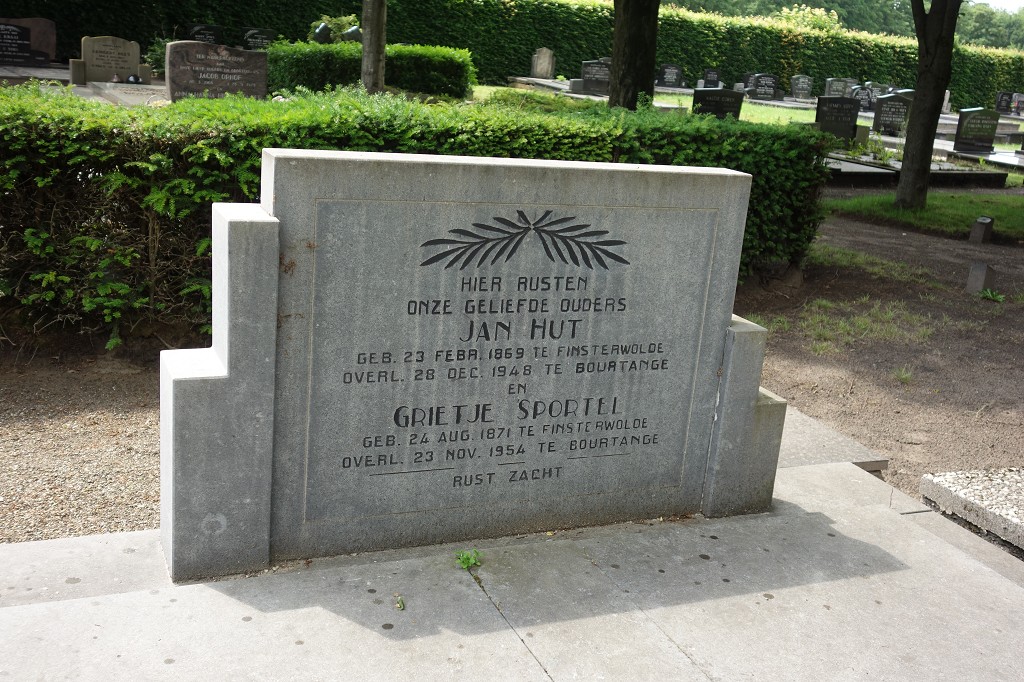 HIER RUSTEN
ONZE GELIEFDE OUDERS
JAN HUT
GEB. 23 FEBR. 1869 TE FINSTERWOLDE
OVERL. 28 DEC. 1948 TE BOURTANGE
EN
GRIETJE SPORTEL
GEB. 24 AUG. 1871 TE FINSTERWOLDE
OVERL. 23 NOV. 1954 TE BOURTANGE
RUST ZACHT
JACOB